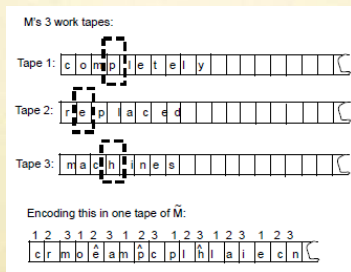 M's 3 work tapes:
Tape 1: c o m p l e t e l y
Tape 2: r e p l a c e d
Tape 3: m a c h i n e s
Encoding this in one tape of M̃:
1 2 3 1 2 3 1 2 3 1 2 3 1 2 3 1 2 3
c r m o ê a m p̂ c p l ĥ l a i e c n